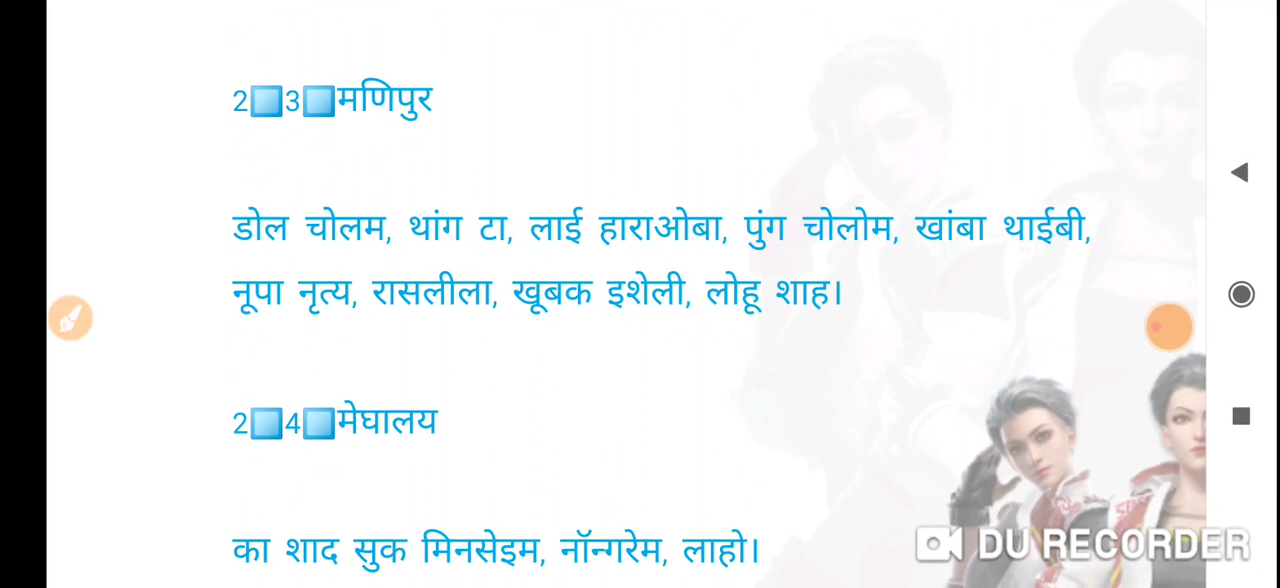 2🟦3🟦मणिपुर
डोल चोलम, थांग टा, लाई हाराओबा, पुंग चोलोम, खांबा थाईबी,
नूपा नृत्य, रासलीला, खूबक इशेली, लोहू शाह।
2🟦4🟦मेघालय
का शाद सुक मिनसेइम, नॉन्गरेम, लाहो।
DU RECORDER